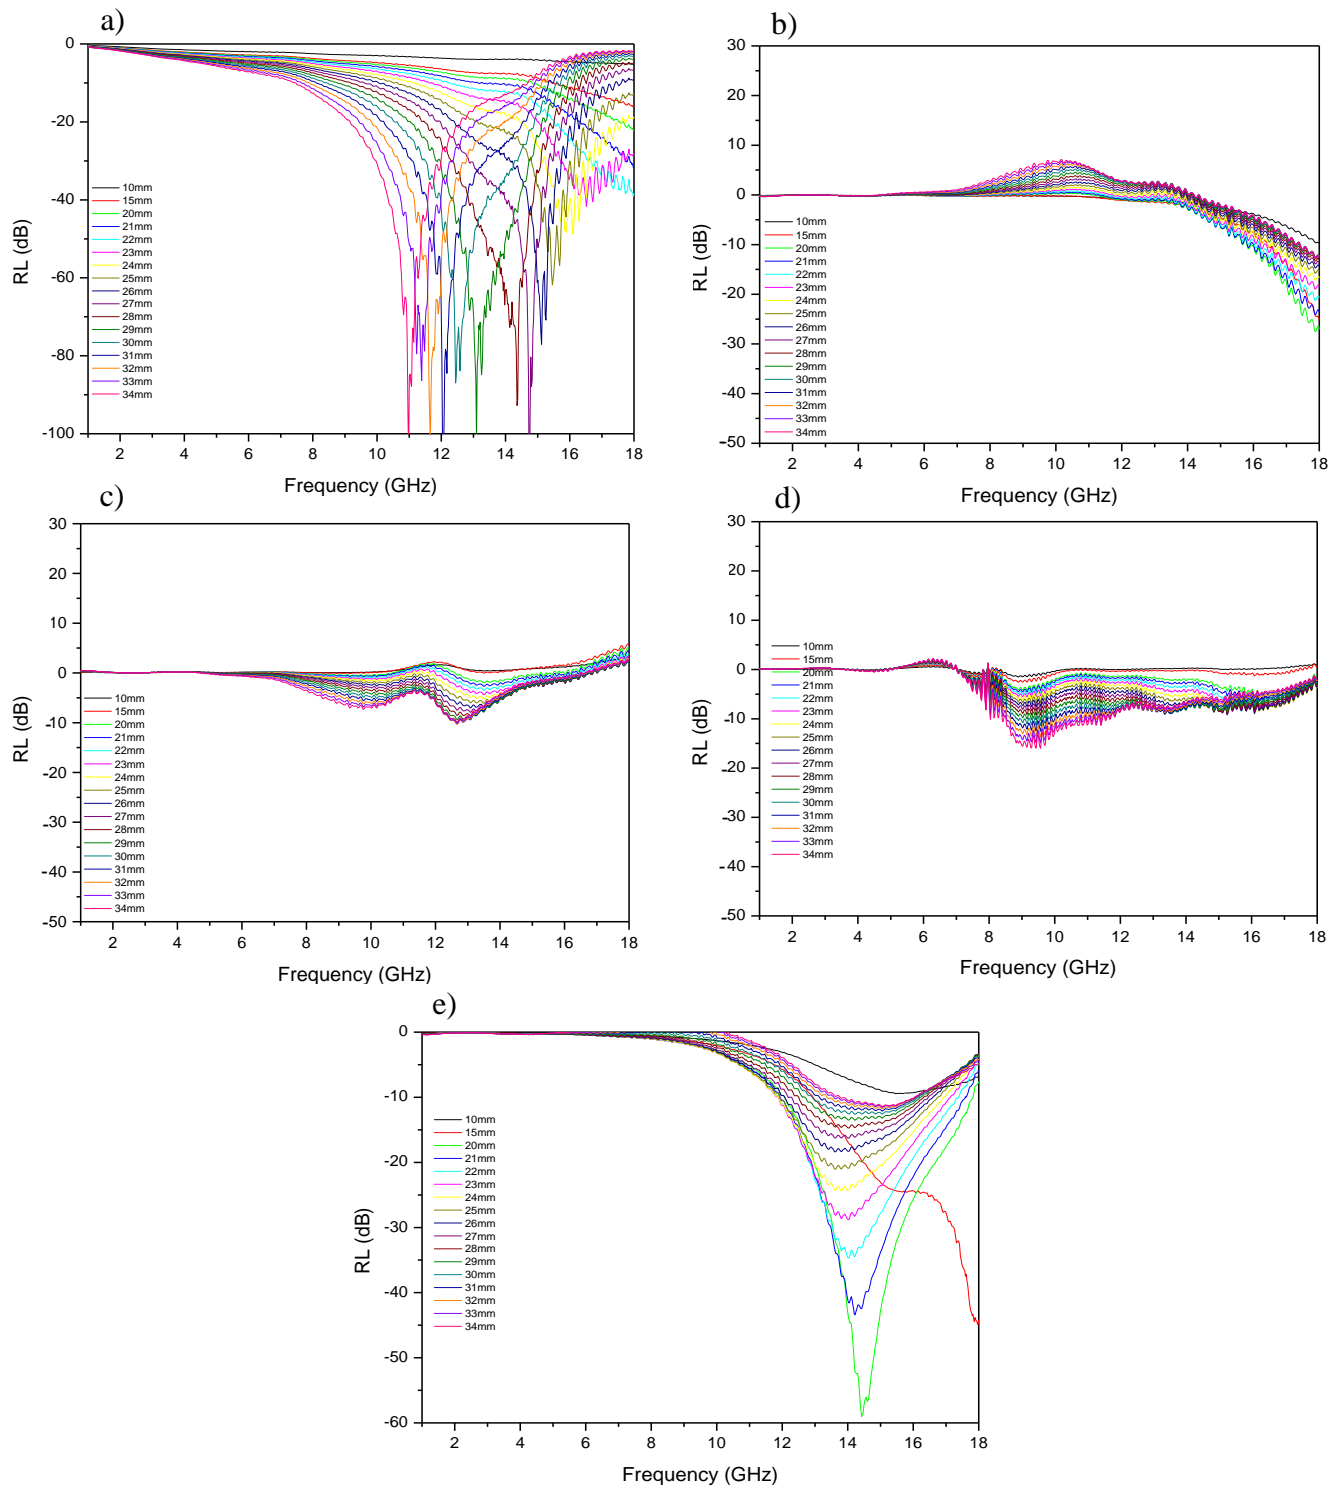 a)
0
-20
-40
-60
-80
-100
RL (dB)
10mm
15mm
20mm
21mm
22mm
23mm
24mm
25mm
26mm
27mm
28mm
29mm
30mm
31mm
32mm
33mm
34mm
2 4 6 8 10 12 14 16 18
Frequency (GHz)
b)
30
20
10
0
-10
-20
-30
-40
-50
RL (dB)
10mm
15mm
20mm
21mm
22mm
23mm
24mm
25mm
26mm
27mm
28mm
29mm
30mm
31mm
32mm
33mm
34mm
2 4 6 8 10 12 14 16 18
Frequency (GHz)
c)
30
20
10
0
-10
-20
-30
-40
-50
RL (dB)
10mm
15mm
20mm
21mm
22mm
23mm
24mm
25mm
26mm
27mm
28mm
29mm
30mm
31mm
32mm
33mm
34mm
2 4 6 8 10 12 14 16 18
Frequency (GHz)
d)
30
20
10
0
-10
-20
-30
-40
-50
RL (dB)
10mm
15mm
20mm
21mm
22mm
23mm
24mm
25mm
26mm
27mm
28mm
29mm
30mm
31mm
32mm
33mm
34mm
2 4 6 8 10 12 14 16 18
Frequency (GHz)
e)
0
-10
-20
-30
-40
-50
-60
RL (dB)
10mm
15mm
20mm
21mm
22mm
23mm
24mm
25mm
26mm
27mm
28mm
29mm
30mm
31mm
32mm
33mm
34mm
2 4 6 8 10 12 14 16 18
Frequency (GHz)